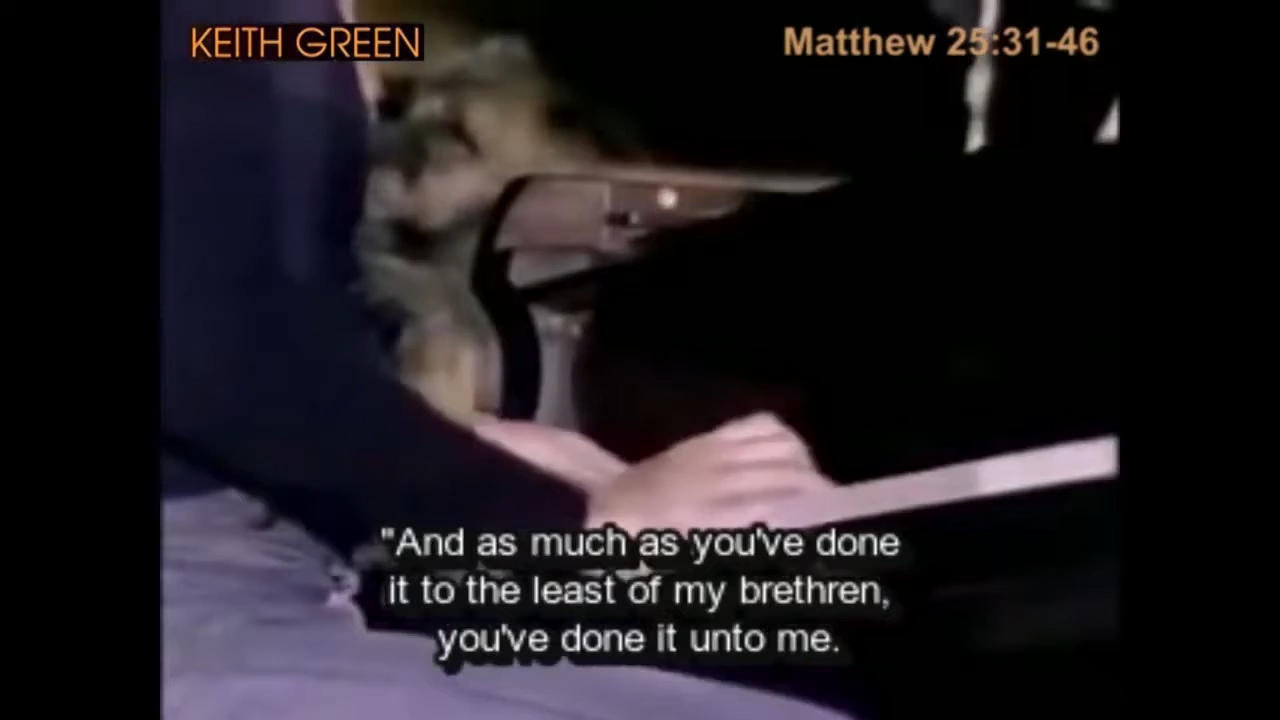 KEITH GREEN
Matthew 25:31-46
"And as much as you've done
it to the least of my brethren,
you've done it unto me.